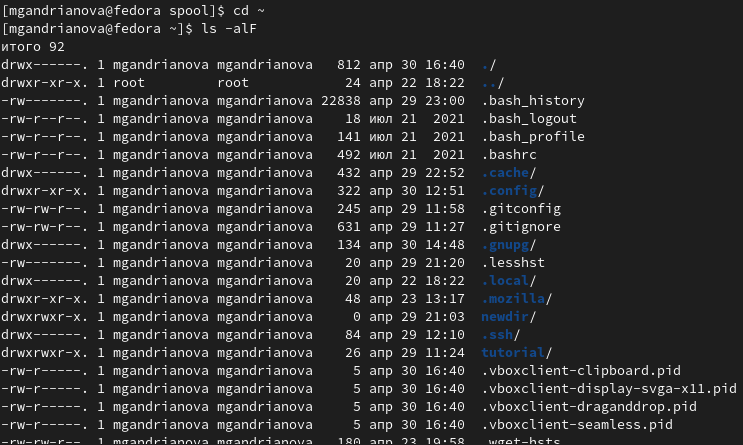 [mgandrianova@fedora spool]$ cd ~
[mgandrianova@fedora ~]$ ls -alF
итого 92
drwx------. 1 mgandrianova mgandrianova   812 апр 30 16:40  ./
drwxr-xr-x. 1 root         root            24 апр 22 18:22  ../
-rw-------. 1 mgandrianova mgandrianova 22838 апр 29 23:00  .bash_history
-rw-r--r--. 1 mgandrianova mgandrianova    18 июл 21  2021  .bash_logout
-rw-r--r--. 1 mgandrianova mgandrianova   141 июл 21  2021  .bash_profile
-rw-r--r--. 1 mgandrianova mgandrianova   492 июл 21  2021  .bashrc
drwx------. 1 mgandrianova mgandrianova   432 апр 29 22:52  .cache/
drwxr-xr-x. 1 mgandrianova mgandrianova   322 апр 30 12:51  .config/
-rw-rw-r--. 1 mgandrianova mgandrianova   245 апр 29 11:58  .gitconfig
-rw-rw-r--. 1 mgandrianova mgandrianova   631 апр 29 11:27  .gitignore
drwx------. 1 mgandrianova mgandrianova   134 апр 30 14:48  .gnupg/
-rw-------. 1 mgandrianova mgandrianova    20 апр 29 21:20  .lesshst
drwx------. 1 mgandrianova mgandrianova    20 апр 22 18:22  .local/
drwxr-xr-x. 1 mgandrianova mgandrianova    48 апр 23 13:17  .mozilla/
drwxrwxr-x. 1 mgandrianova mgandrianova     0 апр 29 21:03  newdir/
drwx------. 1 mgandrianova mgandrianova    84 апр 29 12:10  .ssh/
drwxrwxr-x. 1 mgandrianova mgandrianova    26 апр 29 11:24  tutorial/
-rw-r-----. 1 mgandrianova mgandrianova     5 апр 30 16:40  .vboxclient-clipboard.pid
-rw-r-----. 1 mgandrianova mgandrianova     5 апр 30 16:40  .vboxclient-display-svga-x11.pid
-rw-r-----. 1 mgandrianova mgandrianova     5 апр 30 16:40  .vboxclient-draganddrop.pid
-rw-r-----. 1 mgandrianova mgandrianova     5 апр 30 16:40  .vboxclient-seamless.pid
-rw-r--r--. 1 mgandrianova mgandrianova   180 апр 23 19:58  .wget-hsts